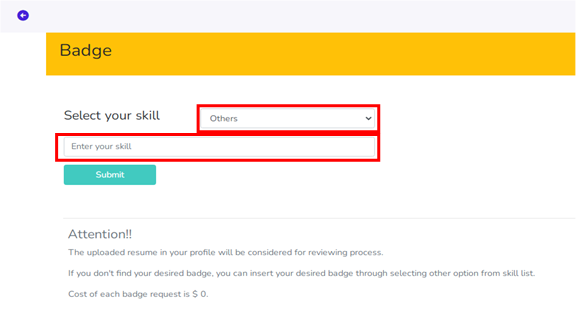 Badge
Select your skill
Others
Enter your skill
Submit
Attention!!
The uploaded resume in your profile will be considered for reviewing process.
If you don't find your desired badge, you can insert your desired badge through selecting other option from skill list.
Cost of each badge request is $ 0.